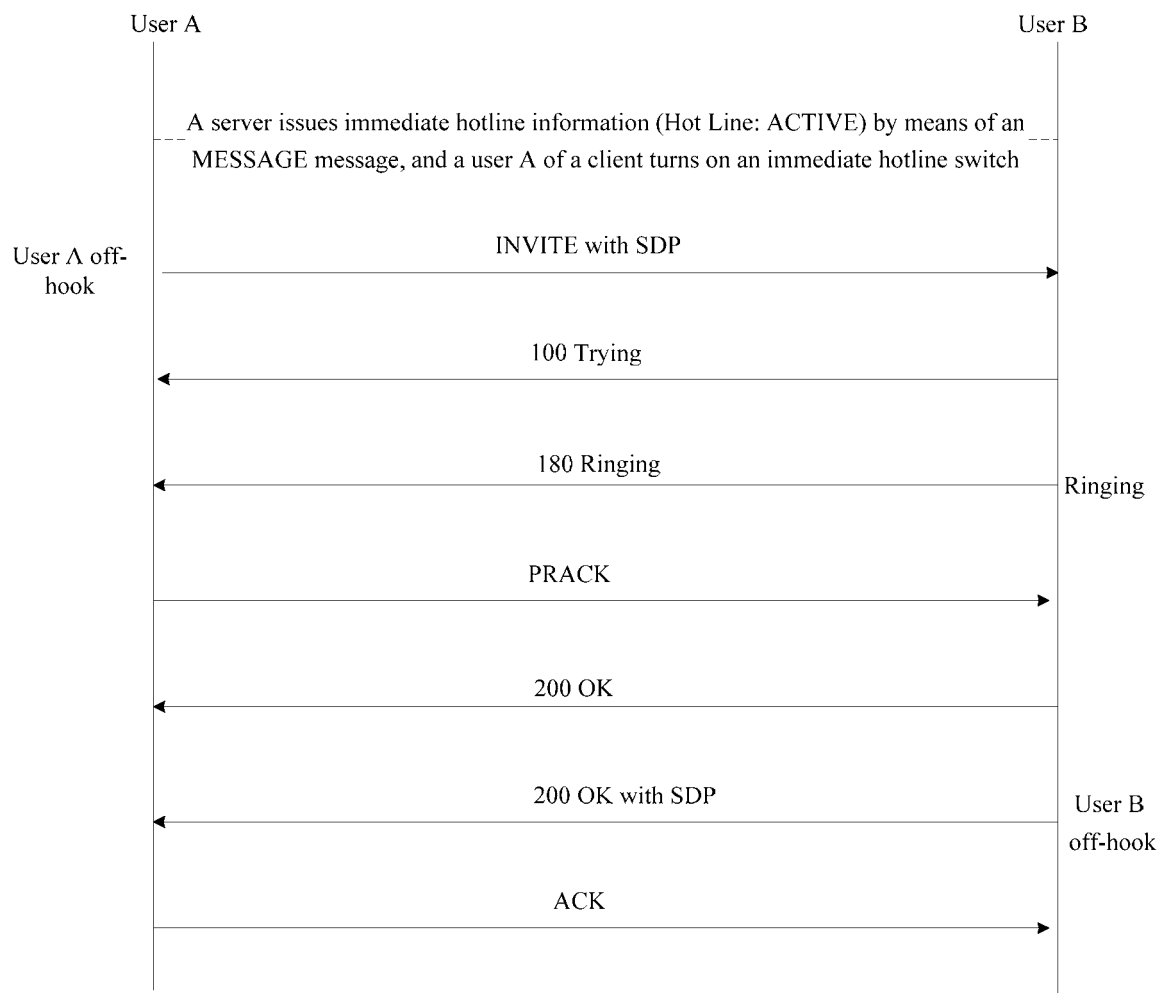 User A
User B
A server issues immediate hotline information (Hot Line: ACTIVE) by means of an
MESSAGE message, and a user A of a client turns on an immediate hotline switch
INVITE with SDP
User A off-
hook
100 Trying
180 Ringing
Ringing
PRACK
200 OK
200 OK with SDP
User B
off-hook
ACK